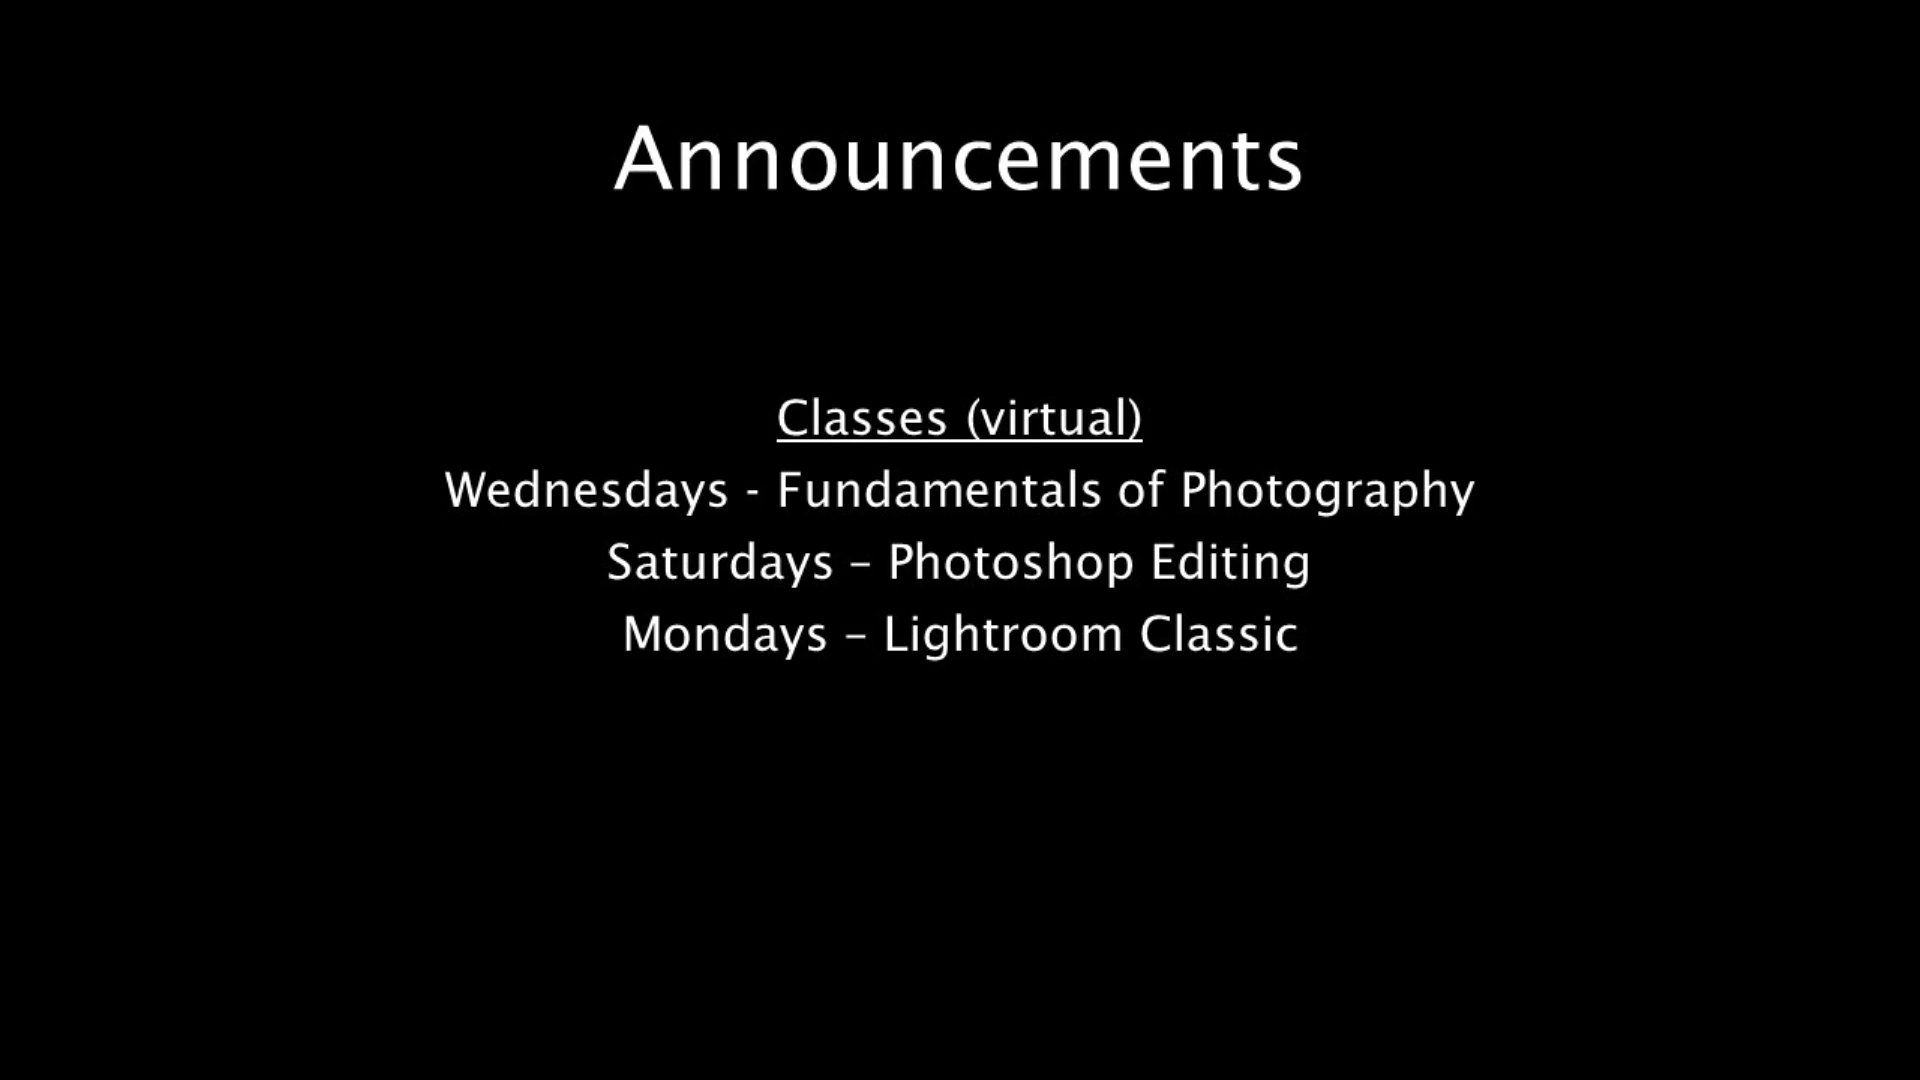 Announcements
Classes (virtual)
Wednesdays - Fundamentals of Photography
Saturdays – Photoshop Editing
Mondays – Lightroom Classic